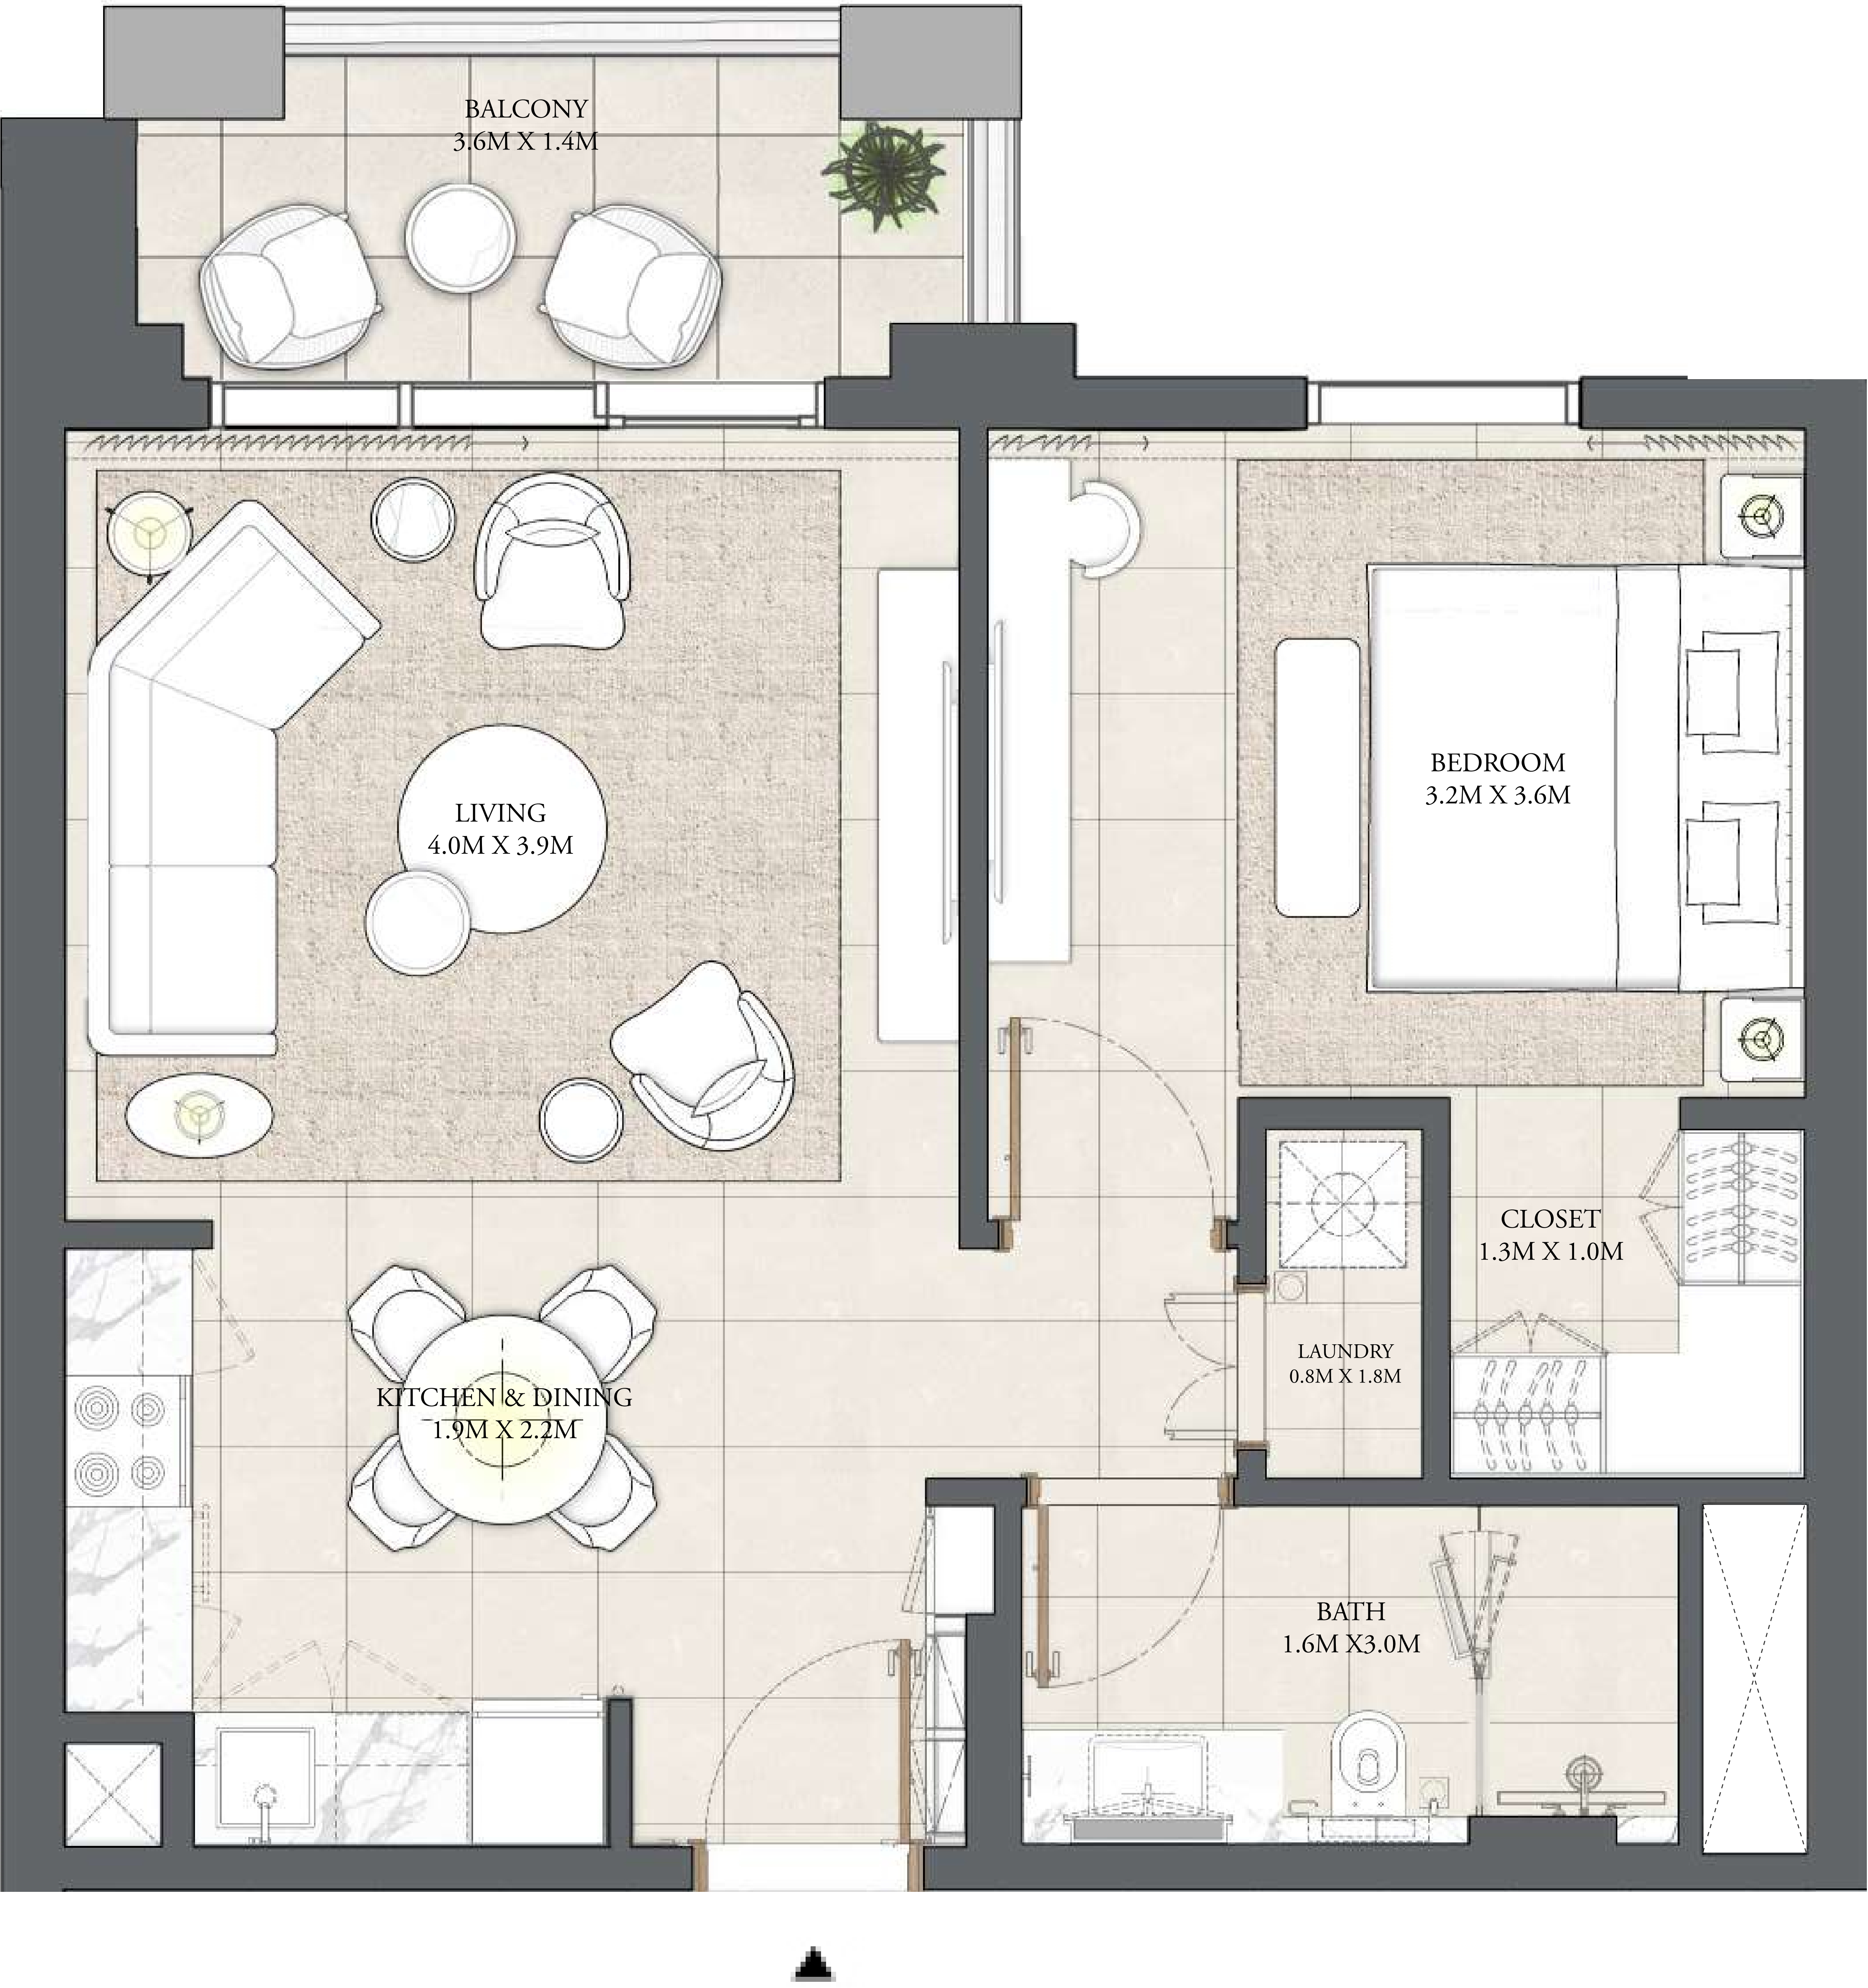 BALCONY
3.6M X 1.4M
LIVING
4.0M X 3.9M
BEDROOM
3.2M X 3.6M
CLOSET
1.3M X 1.0M
LAUNDRY
0.8M X 1.8M
KITCHEN & DINING
1.9M X 2.2M
BATH
1.6M X3.0M